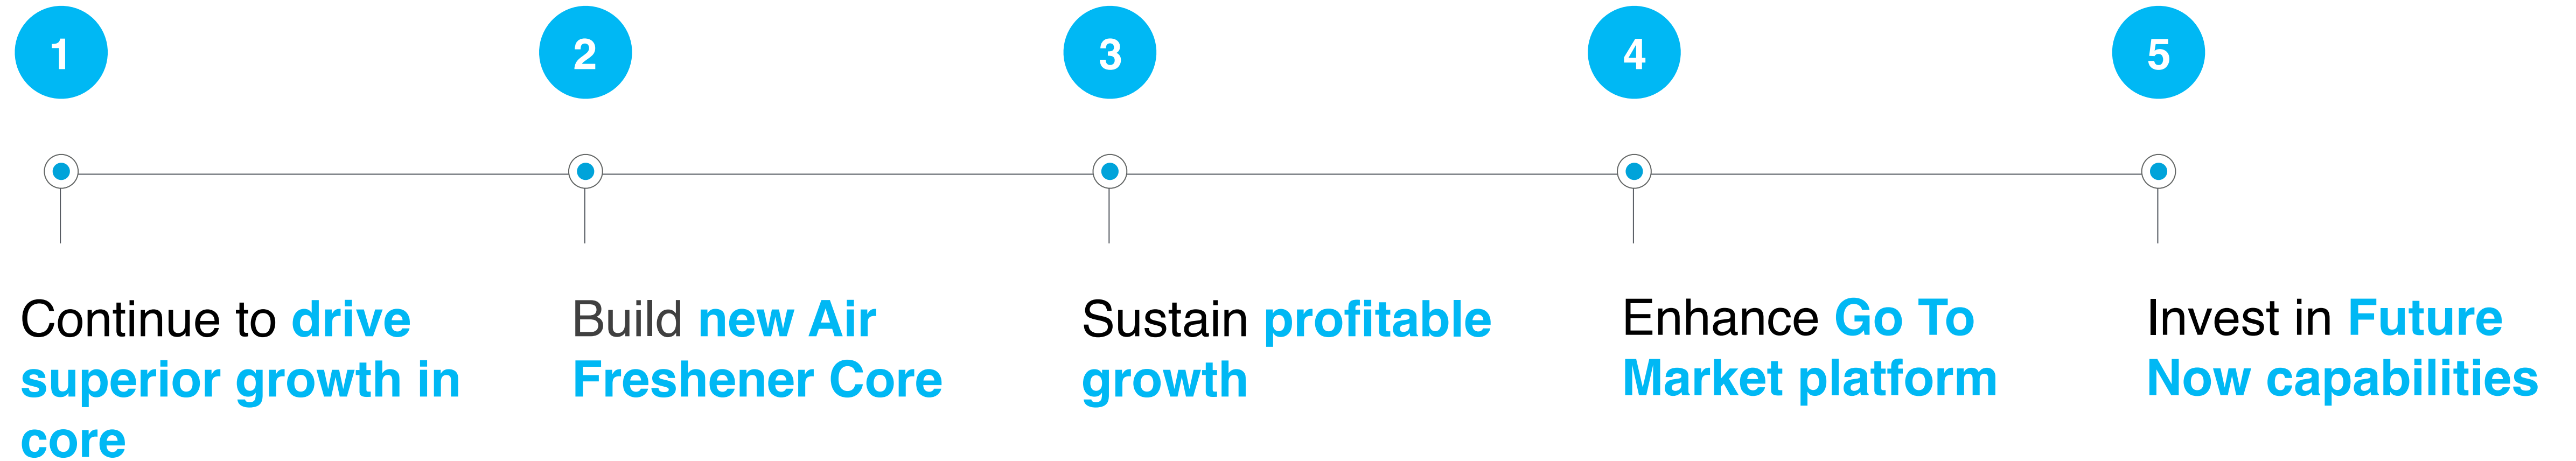 1
2
3
4
5
Continue to drive
superior growth in
core
Build new Air
Freshener Core
Sustain profitable
growth
Enhance Go To
Market platform
Invest in Future
Now capabilities